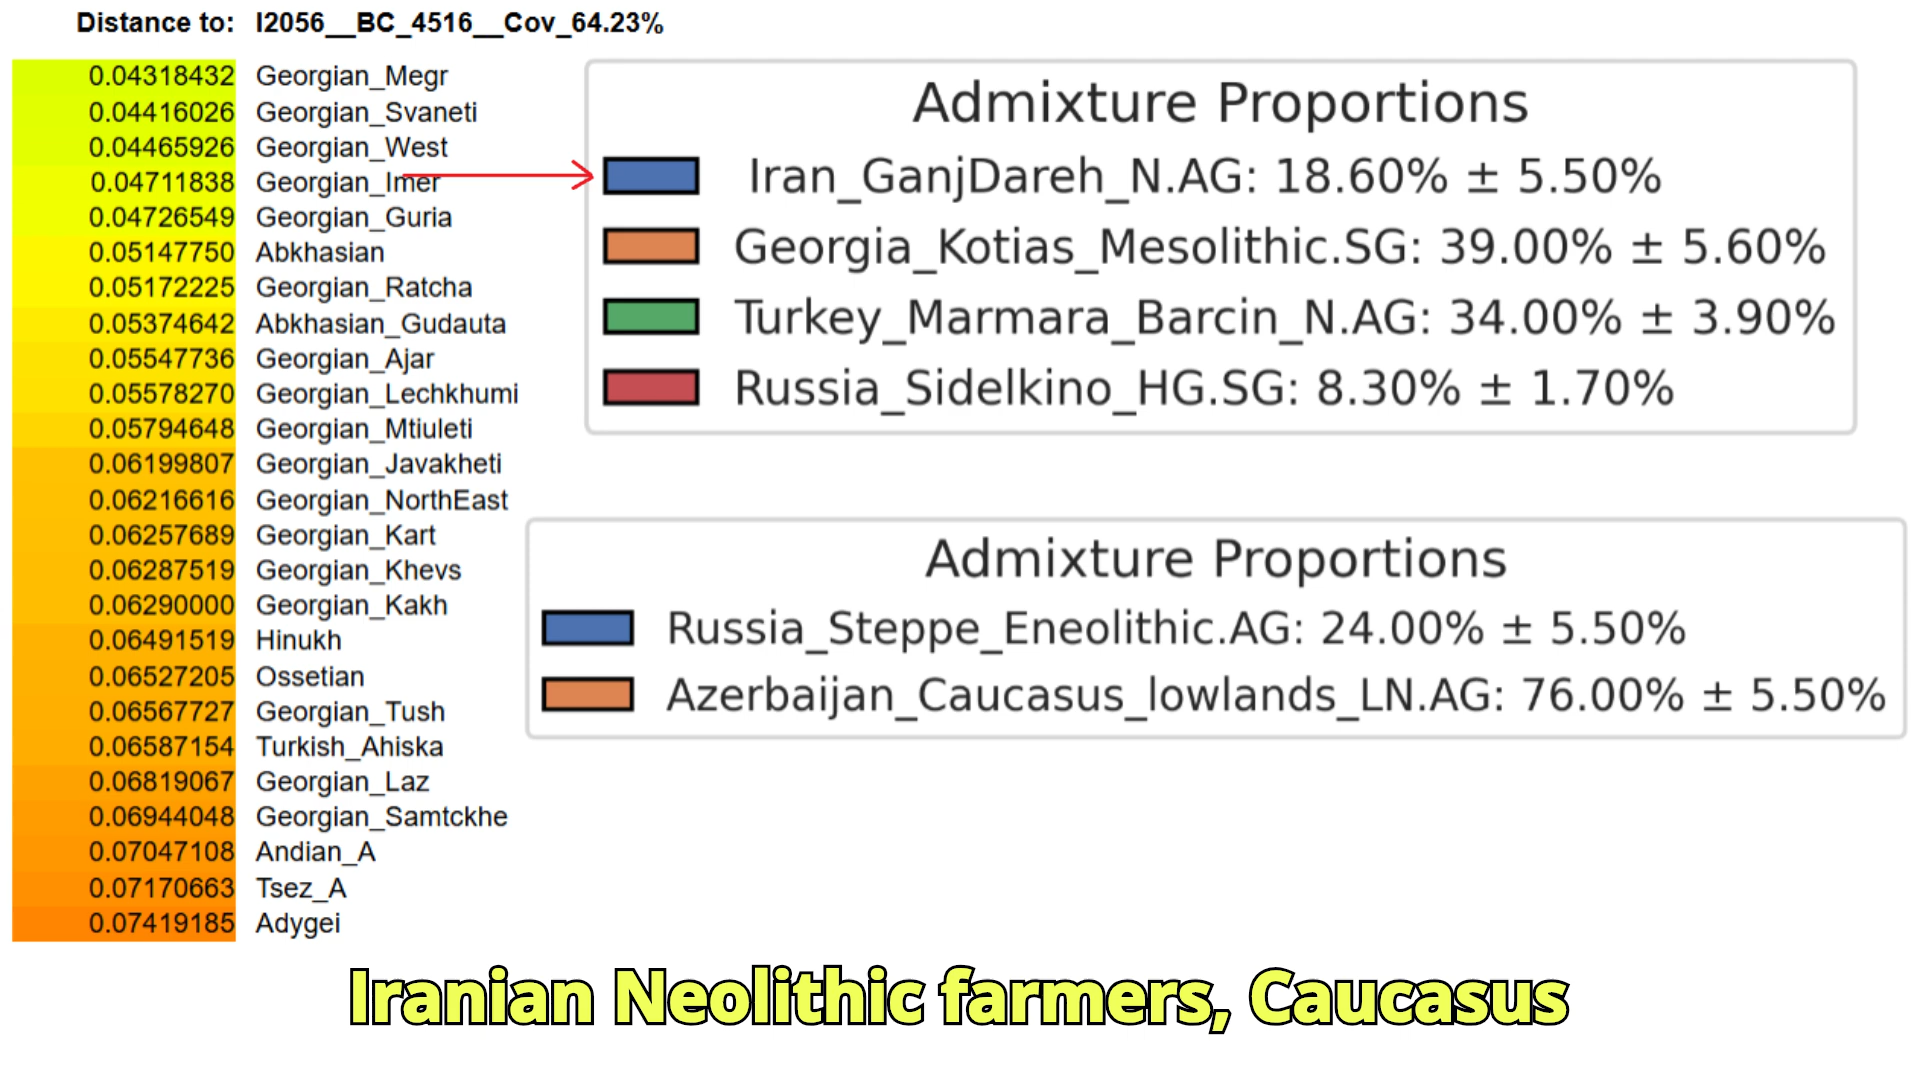 Distance to: I2056__BC_4516__Cov_64.23%
0.04318432 Georgian_Megr
0.04416026 Georgian_Svaneti
0.04465926 Georgian_West
0.04711838 Georgian_Imer
0.04726549 Georgian_Guria
0.05147750 Abkhasian
0.05172225 Georgian_Ratcha
0.05374642 Abkhasian_Gudauta
0.05547736 Georgian_Ajar
0.05578270 Georgian_Lechkhumi
0.05794648 Georgian_Mtiuleti
0.06199807 Georgian_Javakheti
0.06216616 Georgian_NorthEast
0.06257689 Georgian_Kart
0.06287519 Georgian_Khevs
0.06290000 Georgian_Kakh
0.06491519 Hinukh
0.06527205 Ossetian
0.06567727 Georgian_Tush
0.06587154 Turkish_Ahiska
0.06819067 Georgian_Laz
0.06944048 Georgian_Samtckhe
0.07047108 Andian_A
0.07170663 Tsez_A
0.07419185 Adygei
Admixture Proportions
Iran_GanjDareh_N.AG: 18.60% ± 5.50%
Georgia_Kotias_Mesolithic.SG: 39.00% ± 5.60%
Turkey_Marmara_Barcin_N.AG: 34.00% ± 3.90%
Russia_Sidelkino_HG.SG: 8.30% ± 1.70%
Admixture Proportions
Russia_Steppe_Eneolithic.AG: 24.00% ± 5.50%
Azerbaijan_Caucasus_lowlands_LN.AG: 76.00% ± 5.50%
Iranian Neolithic farmers, Caucasus